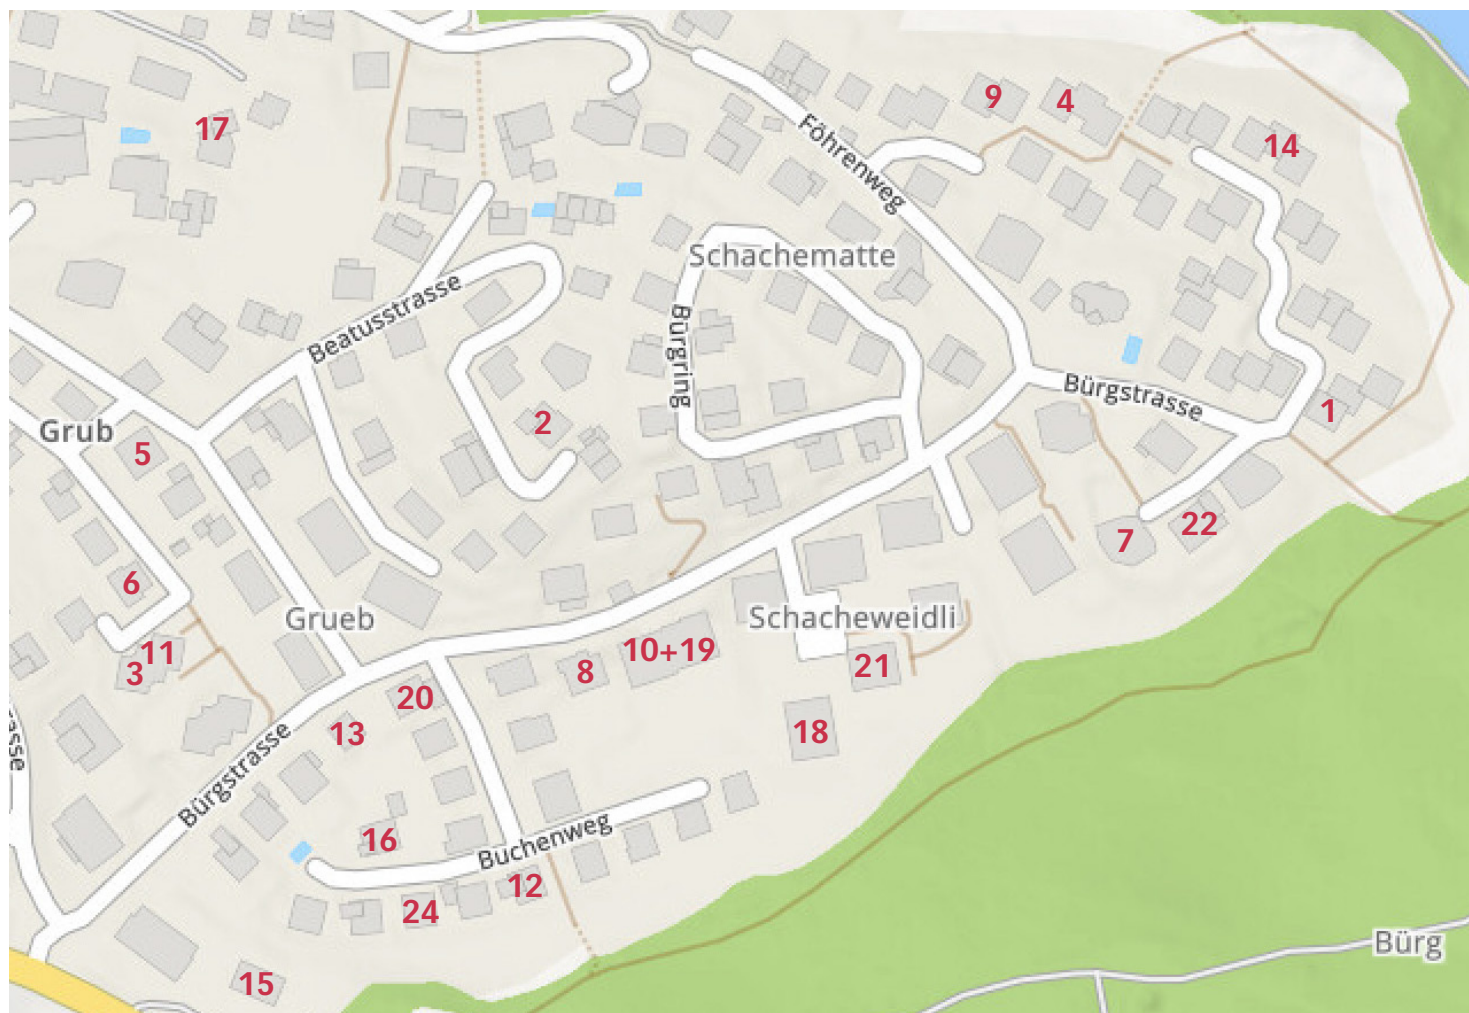 9
4
17
Föhrenweg
14
Schachematte
Beatusstrasse
Bürgring
Bürgstrasse
1
2
Grub
5
22
7
6
Grueb
Schacheweidli
11
3
10+19
8
21
20
13
18
asse
Bürgstrasse
16
Buchenweg
12
24
Bürg
15